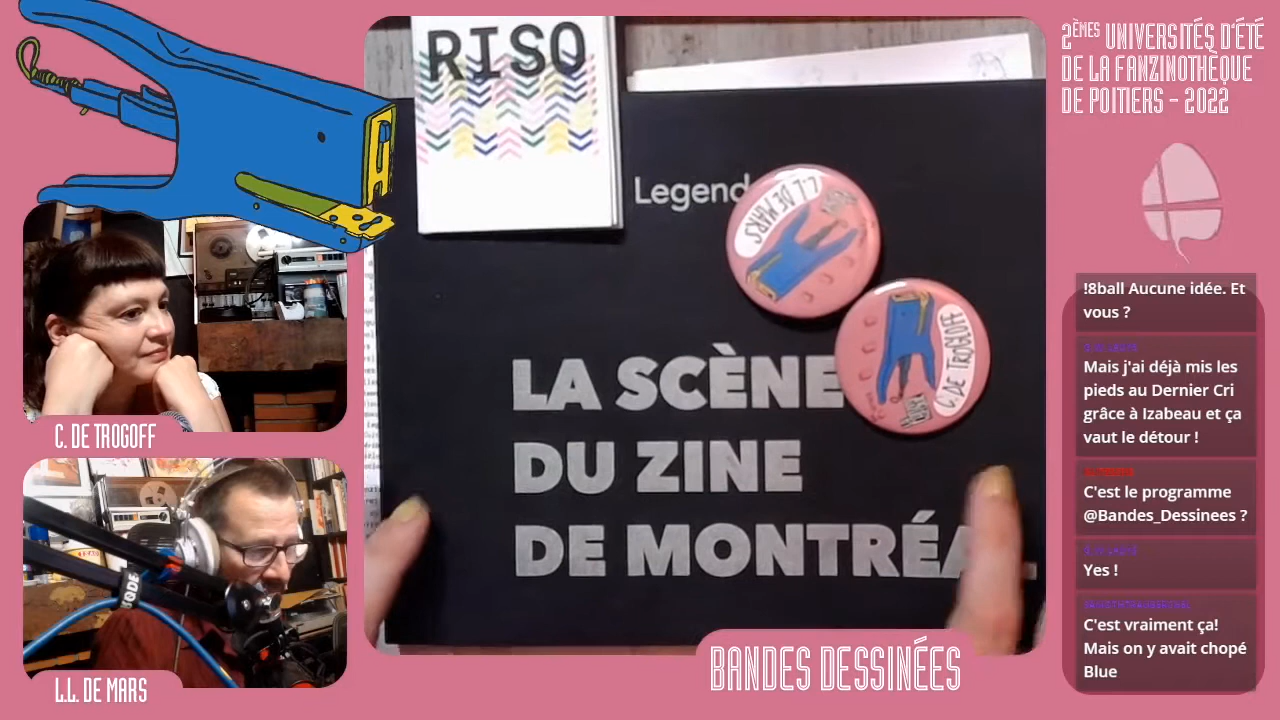 2ÈMES UNIVERSITÉS D'ÉTÉ
DE LA FANZINOTHÈQUE
DE POITIERS - 2022
RISO
Legend
L.L. DE MARS
C. DE TROGOFF
LA SCÈNE
DU ZINE
DE MONTRÉA
C. DE TROGOFF
L.L. DE MARS
BANDES DESSINÉES
!8ball Aucune idée. Et
vous ?
Mais j'ai déjà mis les
pieds au Dernier Cri
grâce à Izabeau et ça
vaut le détour !
C'est le programme
@Bandes_Dessinees ?
Yes !
C'est vraiment ça!
Mais on y avait chopé
Blue